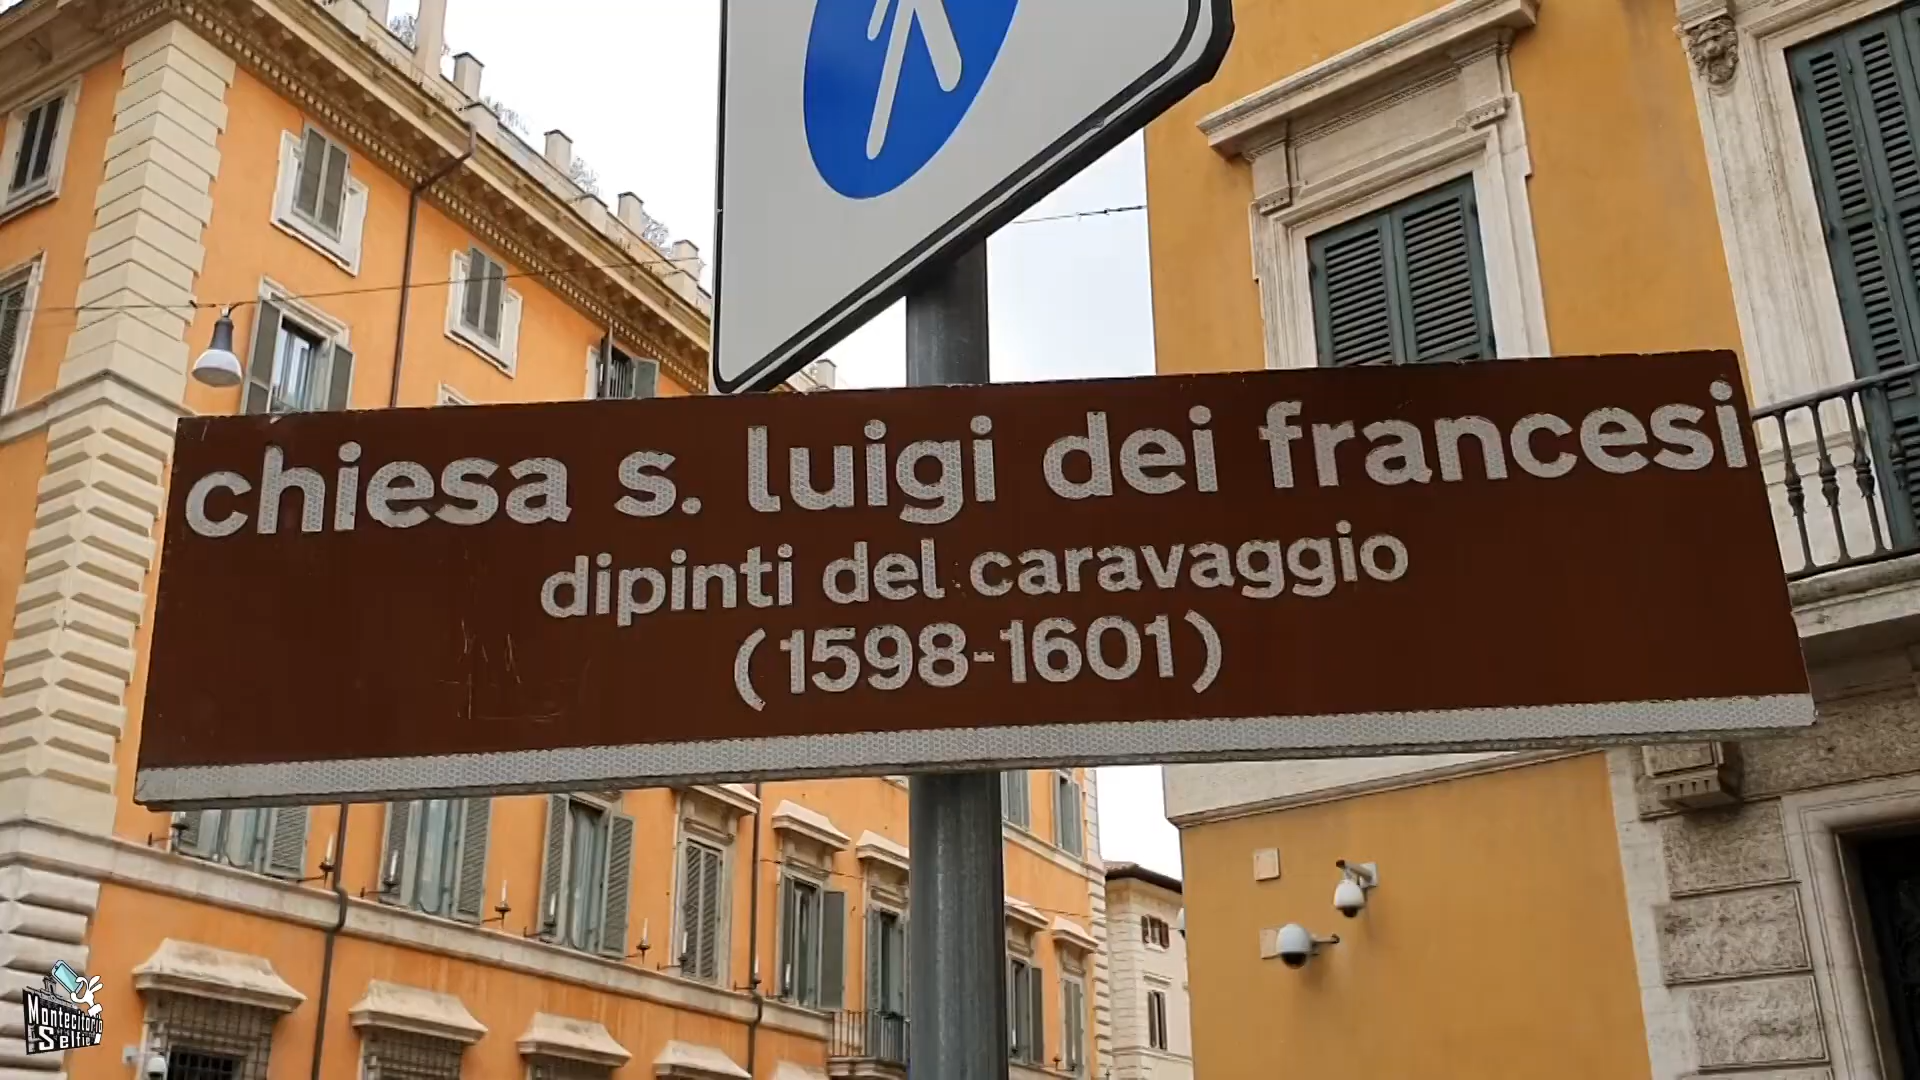 chiesa s. luigi dei francesi
dipinti del caravaggio
(1598-1601)
Montecitorio
Selfie